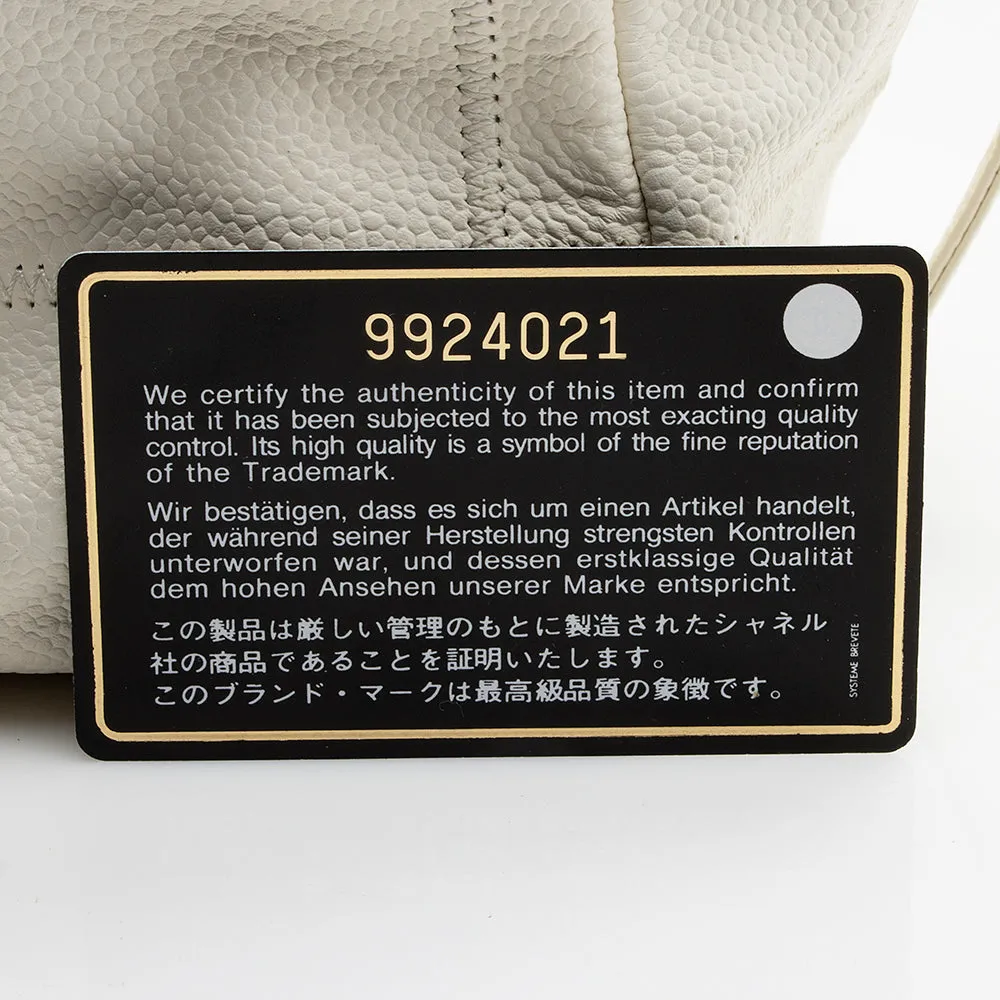 9924021
We certify the authenticity of this item and confirm
that it has been subjected to the most exacting quality
control. Its high quality is a symbol of the fine reputation
of the Trademark.
Wir bestätigen, dass es sich um einen Artikel handelt,
der während seiner Herstellung strengsten Kontrollen
unterworfen war, und dessen erstklassige Qualität
dem hohen Ansehen unserer Marke entspricht.
この製品は厳しい管理のもとに製造されたシャネル
社の商品であることを証明いたします。
このブランド・マークは最高級品質の象徴です。
SYSTEME BREVETE